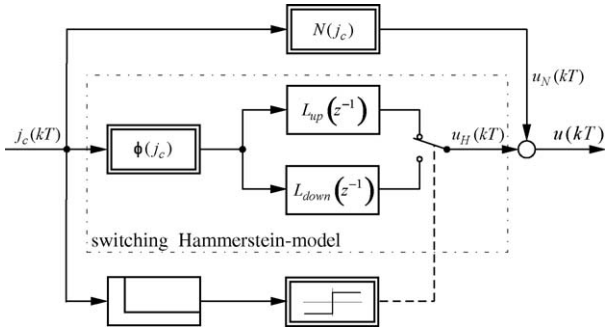 N(j_c)
u_N(kT)
j_c(kT)
ϕ(j_c)
L_up(z⁻¹)
u_H(kT)
u(kT)
L_down(z⁻¹)
switching Hammerstein-model